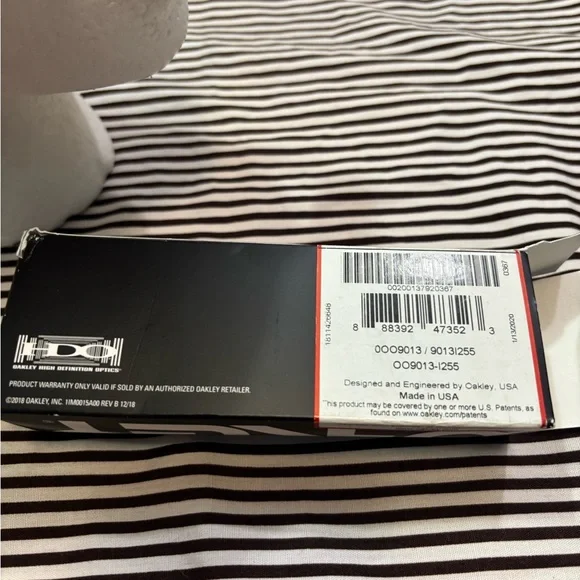 HDO
OAKLEY HIGH DEFINITION OPTICS®
PRODUCT WARRANTY ONLY VALID IF SOLD BY AN AUTHORIZED OAKLEY RETAILER.
©2018 OAKLEY, INC. 1IM0015A00 REV B 12/18
00200137920367
0367
1811426648
8 88392 47352 3
1/13/2020
0OO9013 / 9013I255
OO9013-I255
Designed and Engineered by Oakley, USA
Made in USA
This product may be covered by one or more U.S. Patents, as
found on www.oakley.com/patents